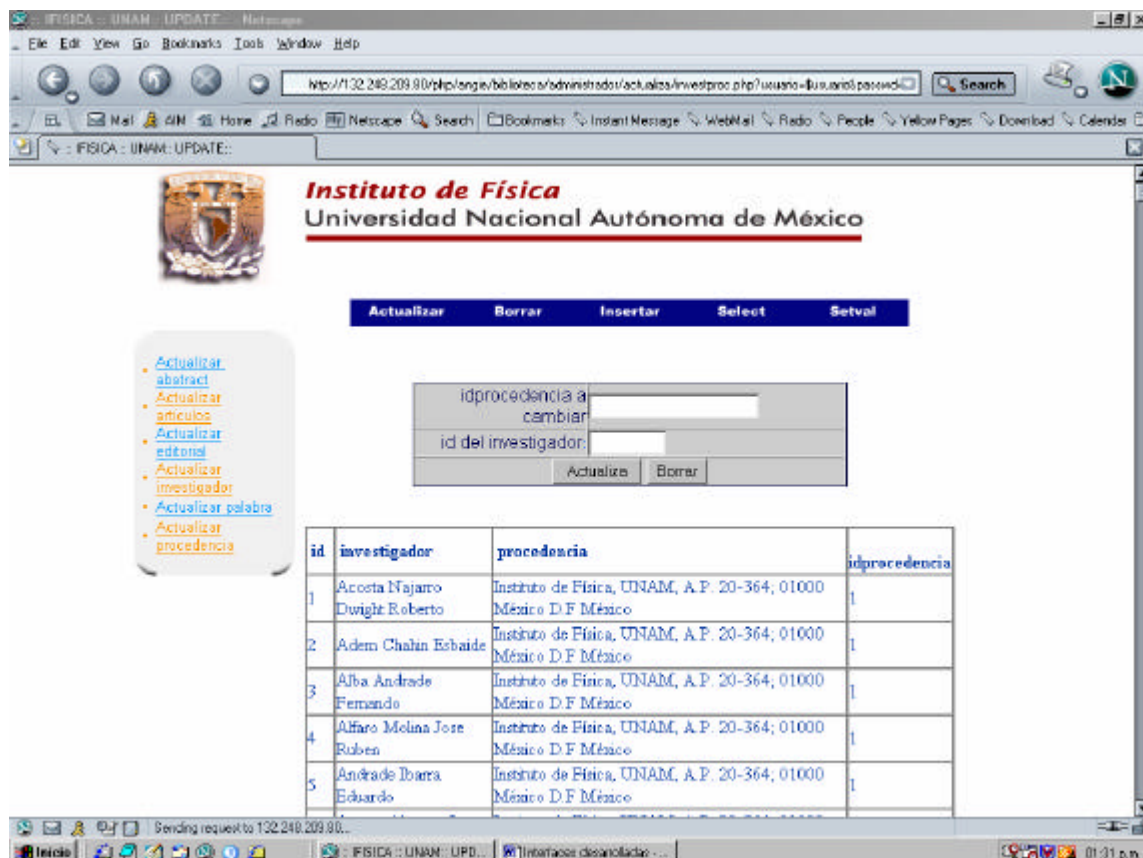 :: IFISICA :: UNAM:: UPDATE:: - Netscape
File Edit View Go Bookmarks Tools Window Help
http://132.248.209.80/php/angie/biblioteca/administrador/actualiza/investproc.php?usuario=$usuario&password= Search
Mail AIM Home Radio Netscape Search Bookmarks Instant Message WebMail Radio People Yellow Pages Download Calendar
:: IFISICA :: UNAM:: UPDATE::
Instituto de Física
Universidad Nacional Autónoma de México
Actualizar Borrar Insertar Select Setval
Actualizar
abstract
Actualizar
articulos
Actualizar
editorial
Actualizar
investigador
Actualizar palabra
Actualizar
procedencia
idprocedencia a
cambiar
id del investigador:
Actualiza Borrar
id investigador procedencia idprocedencia
1 Acosta Najarro Dwight Roberto Instituto de Física, UNAM, A.P. 20-364; 01000 México D.F México 1
2 Adem Chahin Esbaide Instituto de Física, UNAM, A.P. 20-364; 01000 México D.F México 1
3 Alba Andrade Fernando Instituto de Física, UNAM, A.P. 20-364; 01000 México D.F México 1
4 Alfaro Molina Jose Ruben Instituto de Física, UNAM, A.P. 20-364; 01000 México D.F México 1
5 Andrade Ibarra Eduardo Instituto de Física, UNAM, A.P. 20-364; 01000 México D.F México 1
Sending request to 132.248.209.80...
Inicio :: IFISICA :: UNAM:: UPD... Interfaces desarrolladas - ... 01:31 p.m.